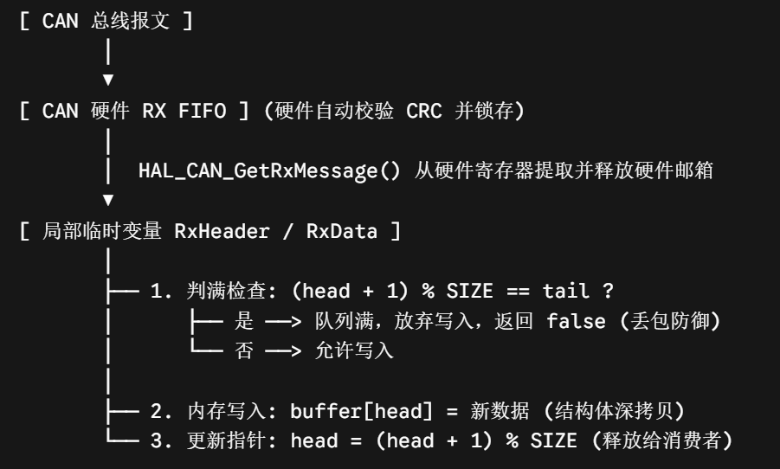 [ CAN 总线报文 ]
[ CAN 硬件 RX FIFO ] (硬件自动校验 CRC 并锁存)
HAL_CAN_GetRxMessage() 从硬件寄存器提取并释放硬件邮箱
[ 局部临时变量 RxHeader / RxData ]
1. 判满检查: (head + 1) % SIZE == tail ?
是 ——> 队列满，放弃写入，返回 false (丢包防御)
否 ——> 允许写入
2. 内存写入: buffer[head] = 新数据 (结构体深拷贝)
3. 更新指针: head = (head + 1) % SIZE (释放给消费者)